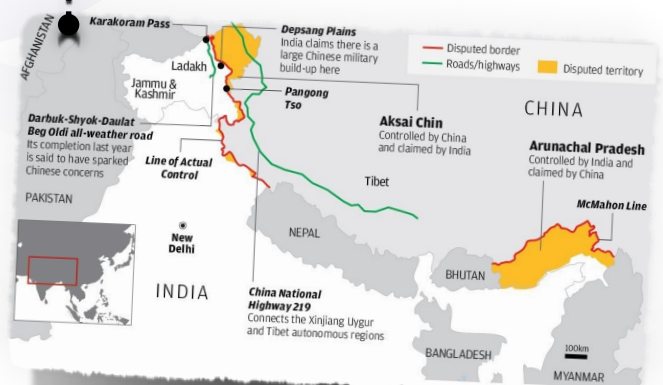 AFGHANISTAN
Karakoram Pass
Depsang Plains
India claims there is a
large Chinese military
build-up here
Disputed border
Roads/highways
Disputed territory
Ladakh
Jammu &
Kashmir
Pangong
Tso
CHINA
Darbuk-Shyok-Daulat
Beg Oldi all-weather road
Its completion last year
is said to have sparked
Chinese concerns
Line of Actual
Control
Aksai Chin
Controlled by China
and claimed by India
Arunachal Pradesh
Controlled by India and
claimed by China
Tibet
McMahon Line
PAKISTAN
New
Delhi
NEPAL
BHUTAN
INDIA
China National
Highway 219
Connects the Xinjiang Uygur
and Tibet autonomous regions
BANGLADESH
100km
MYANMAR